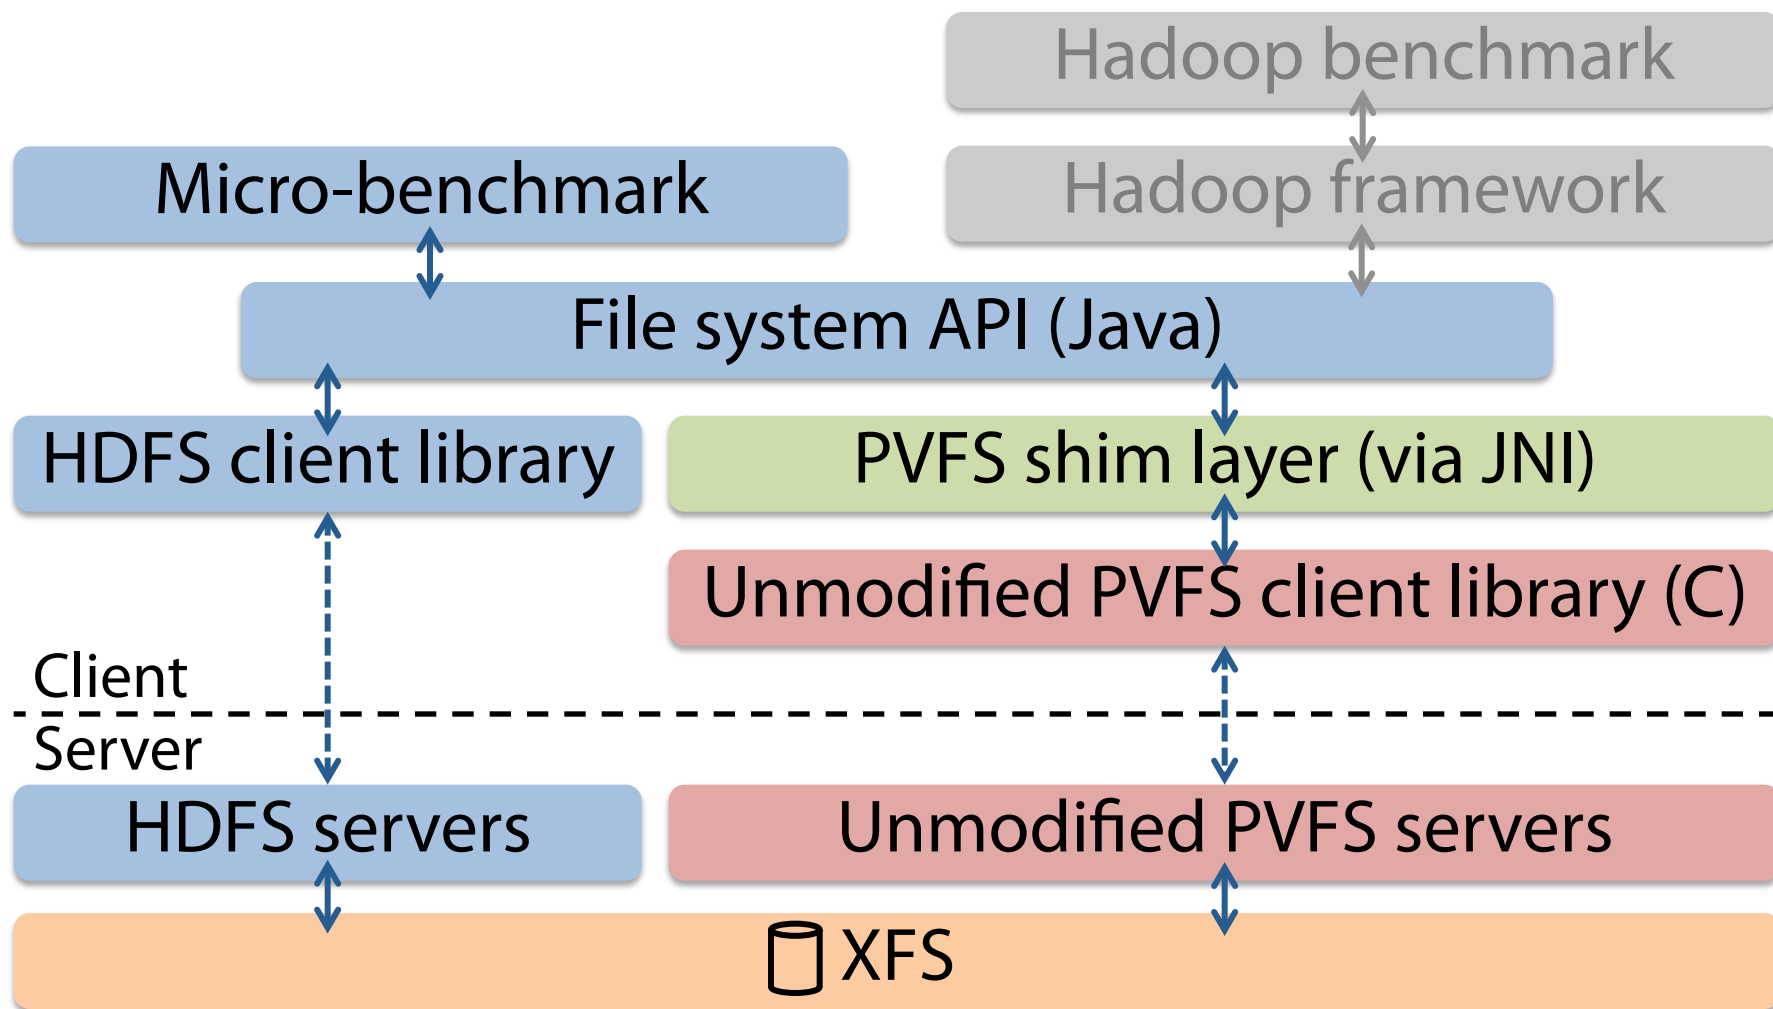 Hadoop benchmark
Micro-benchmark
Hadoop framework
File system API (Java)
HDFS client library
PVFS shim layer (via JNI)
Unmodified PVFS client library (C)
Client
Server
HDFS servers
Unmodified PVFS servers
XFS